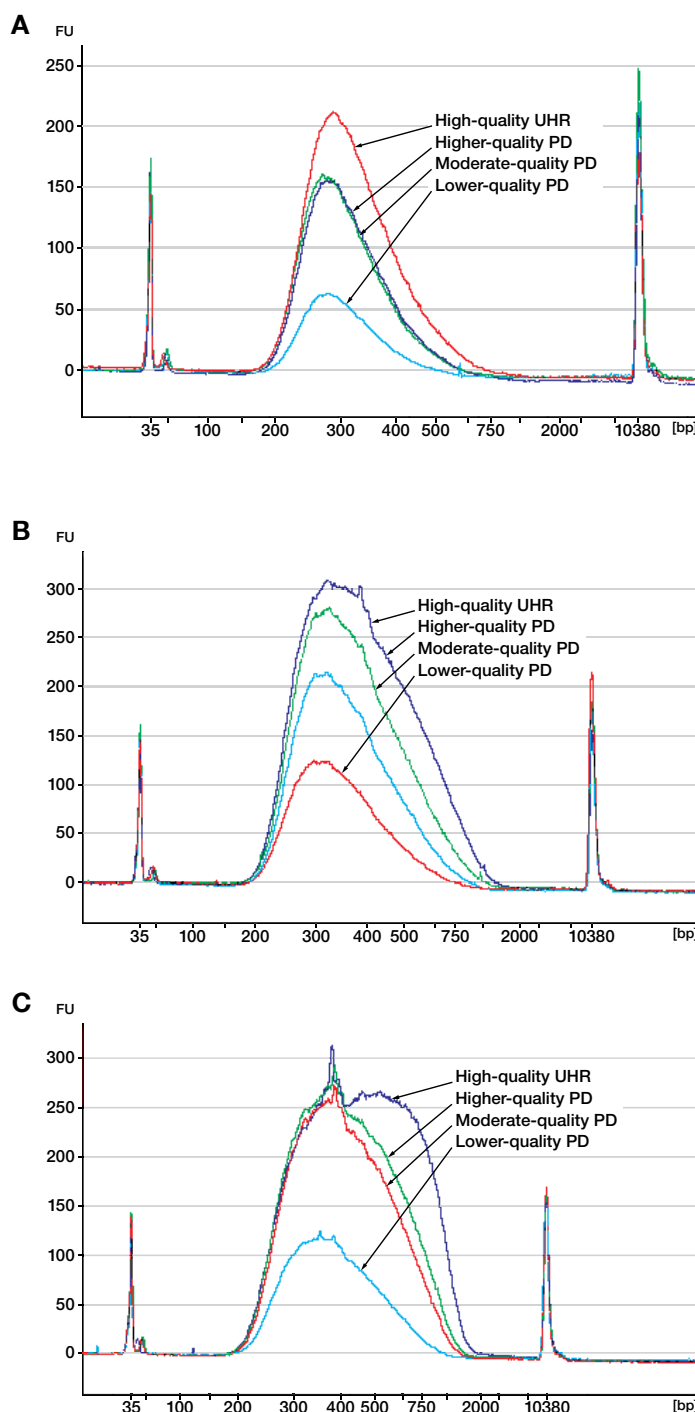 A
FU
250
200
150
100
50
0
High-quality UHR
Higher-quality PD
Moderate-quality PD
Lower-quality PD
35 100 200 300 400 500 750 2000 10380 [bp]
B
FU
300
250
200
150
100
50
0
High-quality UHR
Higher-quality PD
Moderate-quality PD
Lower-quality PD
35 100 200 300 400 500 750 2000 10380 [bp]
C
FU
300
250
200
150
100
50
0
High-quality UHR
Higher-quality PD
Moderate-quality PD
Lower-quality PD
35 100 200 300 400 500 750 2000 10380 [bp]